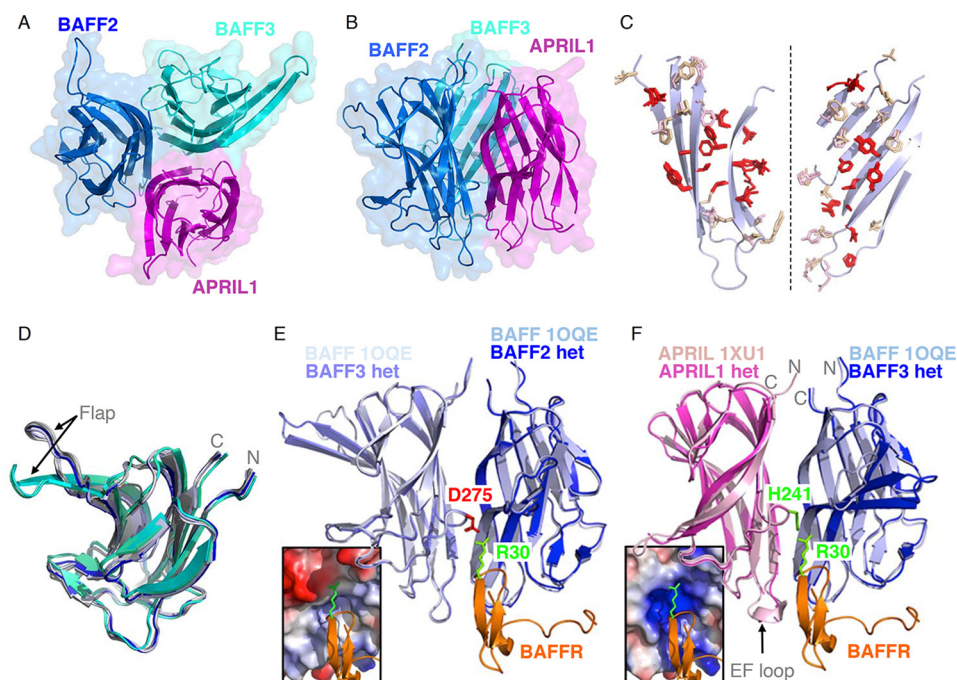 A
BAFF2
BAFF3
APRIL1
B
BAFF2
BAFF3
APRIL1
C
D
Flap
C
N
E
BAFF 1OQE
BAFF3 het
BAFF 1OQE
BAFF2 het
D275
R30
BAFFR
F
APRIL 1XU1
APRIL1 het
C
N
N
C
BAFF 1OQE
BAFF3 het
H241
R30
EF loop
BAFFR